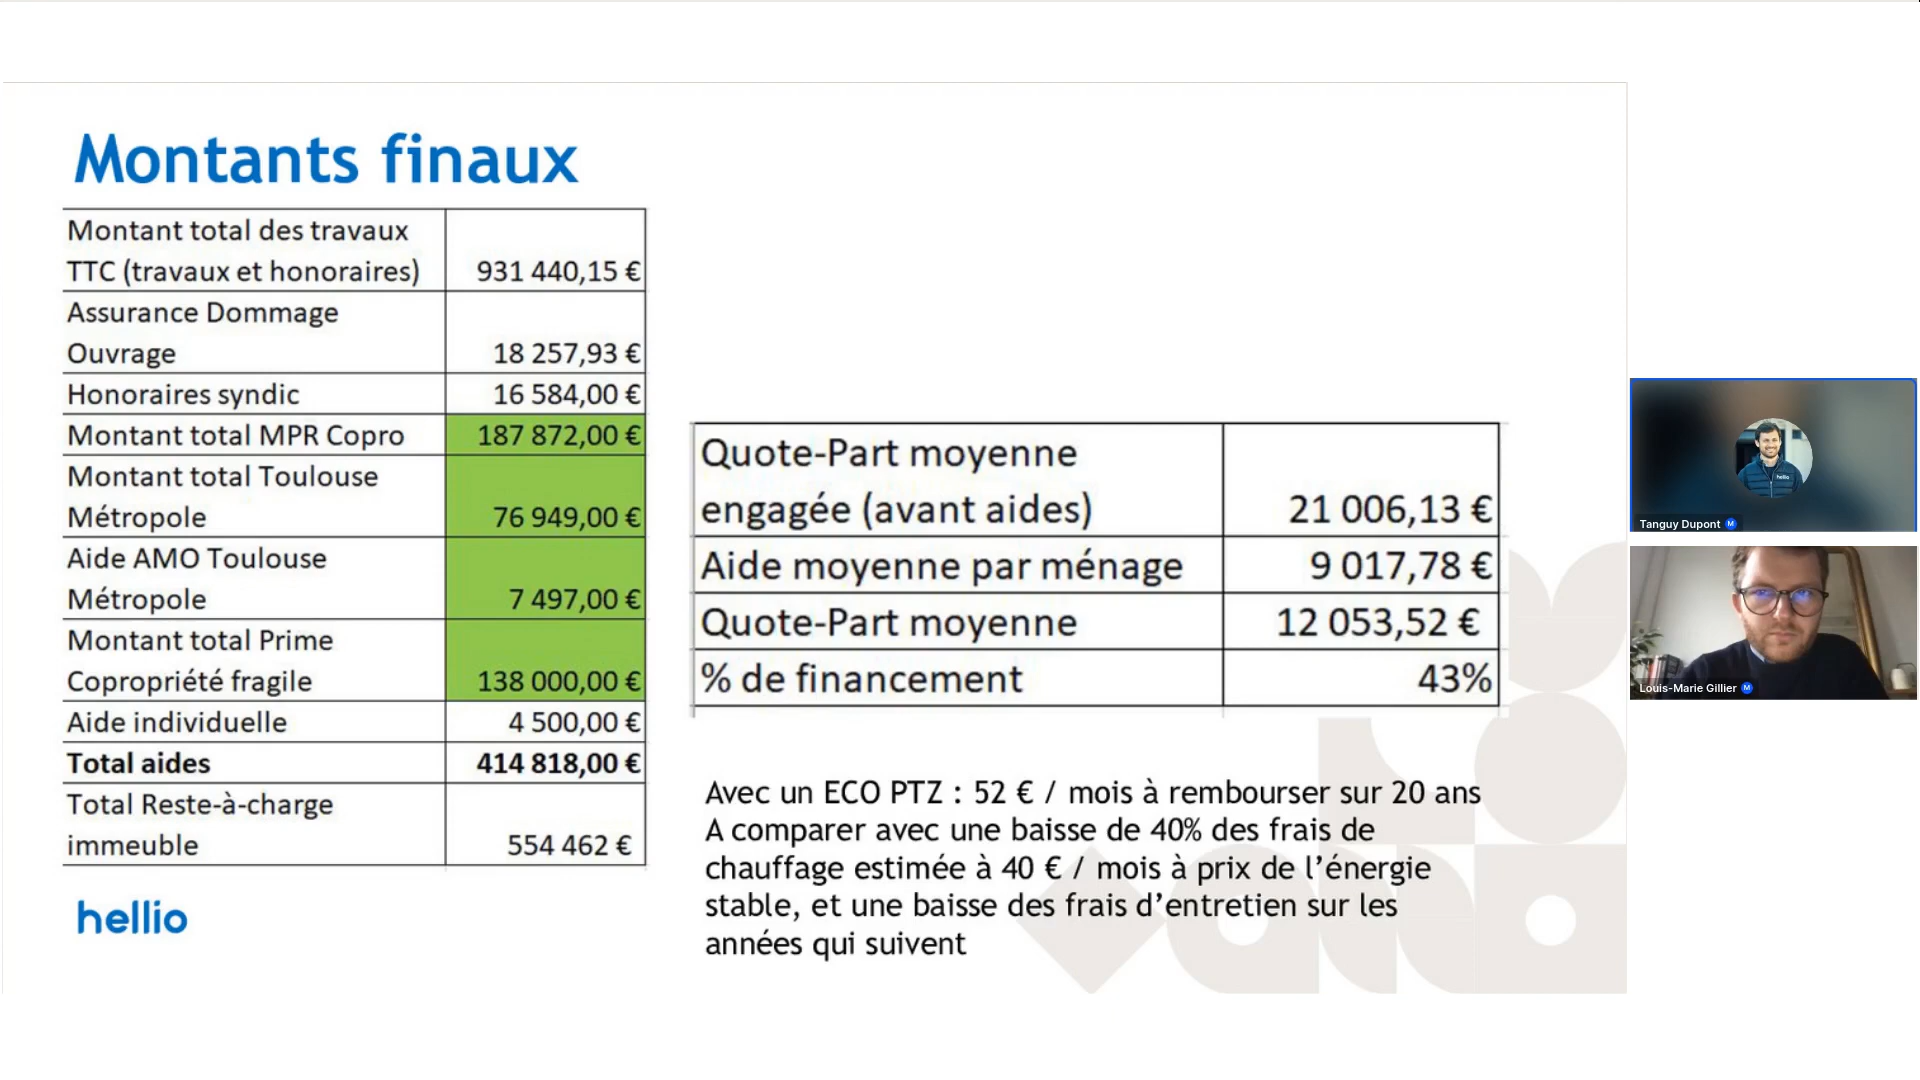 Montants finaux
Montant total des travaux
TTC (travaux et honoraires) 931 440,15 €
Assurance Dommage
Ouvrage 18 257,93 €
Honoraires syndic 16 584,00 €
Montant total MPR Copro 187 872,00 €
Montant total Toulouse
Métropole 76 949,00 €
Aide AMO Toulouse
Métropole 7 497,00 €
Montant total Prime
Copropriété fragile 138 000,00 €
Aide individuelle 4 500,00 €
Total aides 414 818,00 €
Total Reste-à-charge
immeuble 554 462 €
hellio
Quote-Part moyenne
engagée (avant aides) 21 006,13 €
Aide moyenne par ménage 9 017,78 €
Quote-Part moyenne 12 053,52 €
% de financement 43%
Avec un ECO PTZ : 52 € / mois à rembourser sur 20 ans
A comparer avec une baisse de 40% des frais de
chauffage estimée à 40 € / mois à prix de l’énergie
stable, et une baisse des frais d’entretien sur les
années qui suivent
hellio
Tanguy Dupont M
Louis-Marie Gillier M